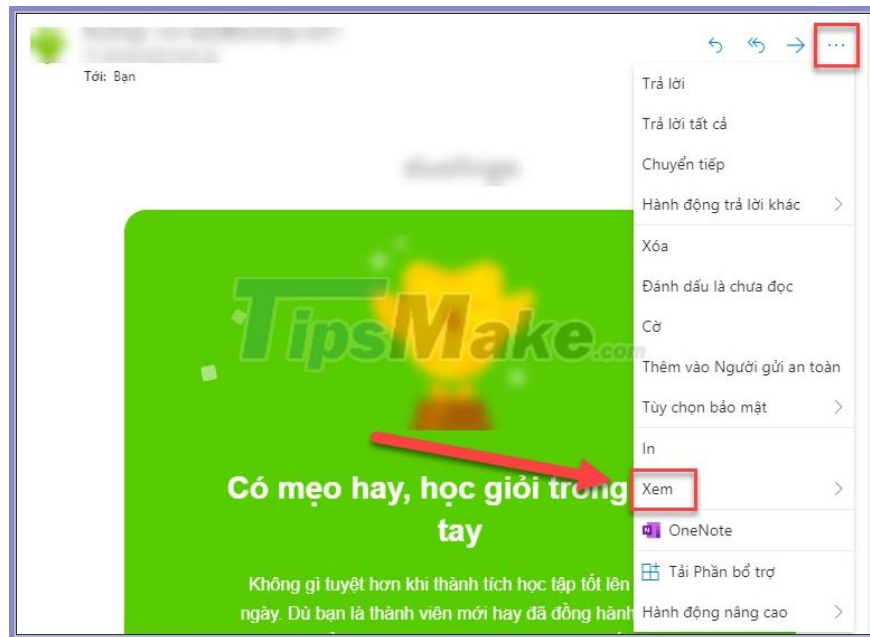 Tới: Bạn
Trả lời
Trả lời tất cả
Chuyển tiếp
Hành động trả lời khác
Xóa
Đánh dấu là chưa đọc
Cờ
Thêm vào Người gửi an toàn
Tùy chọn bảo mật
In
Xem
OneNote
Tải Phần bổ trợ
Hành động nâng cao
TipsMake.com
Có mẹo hay, học giỏi trong
tay
Không gì tuyệt hơn khi thành tích học tập tốt lên
ngày. Dù bạn là thành viên mới hay đã đồng hành